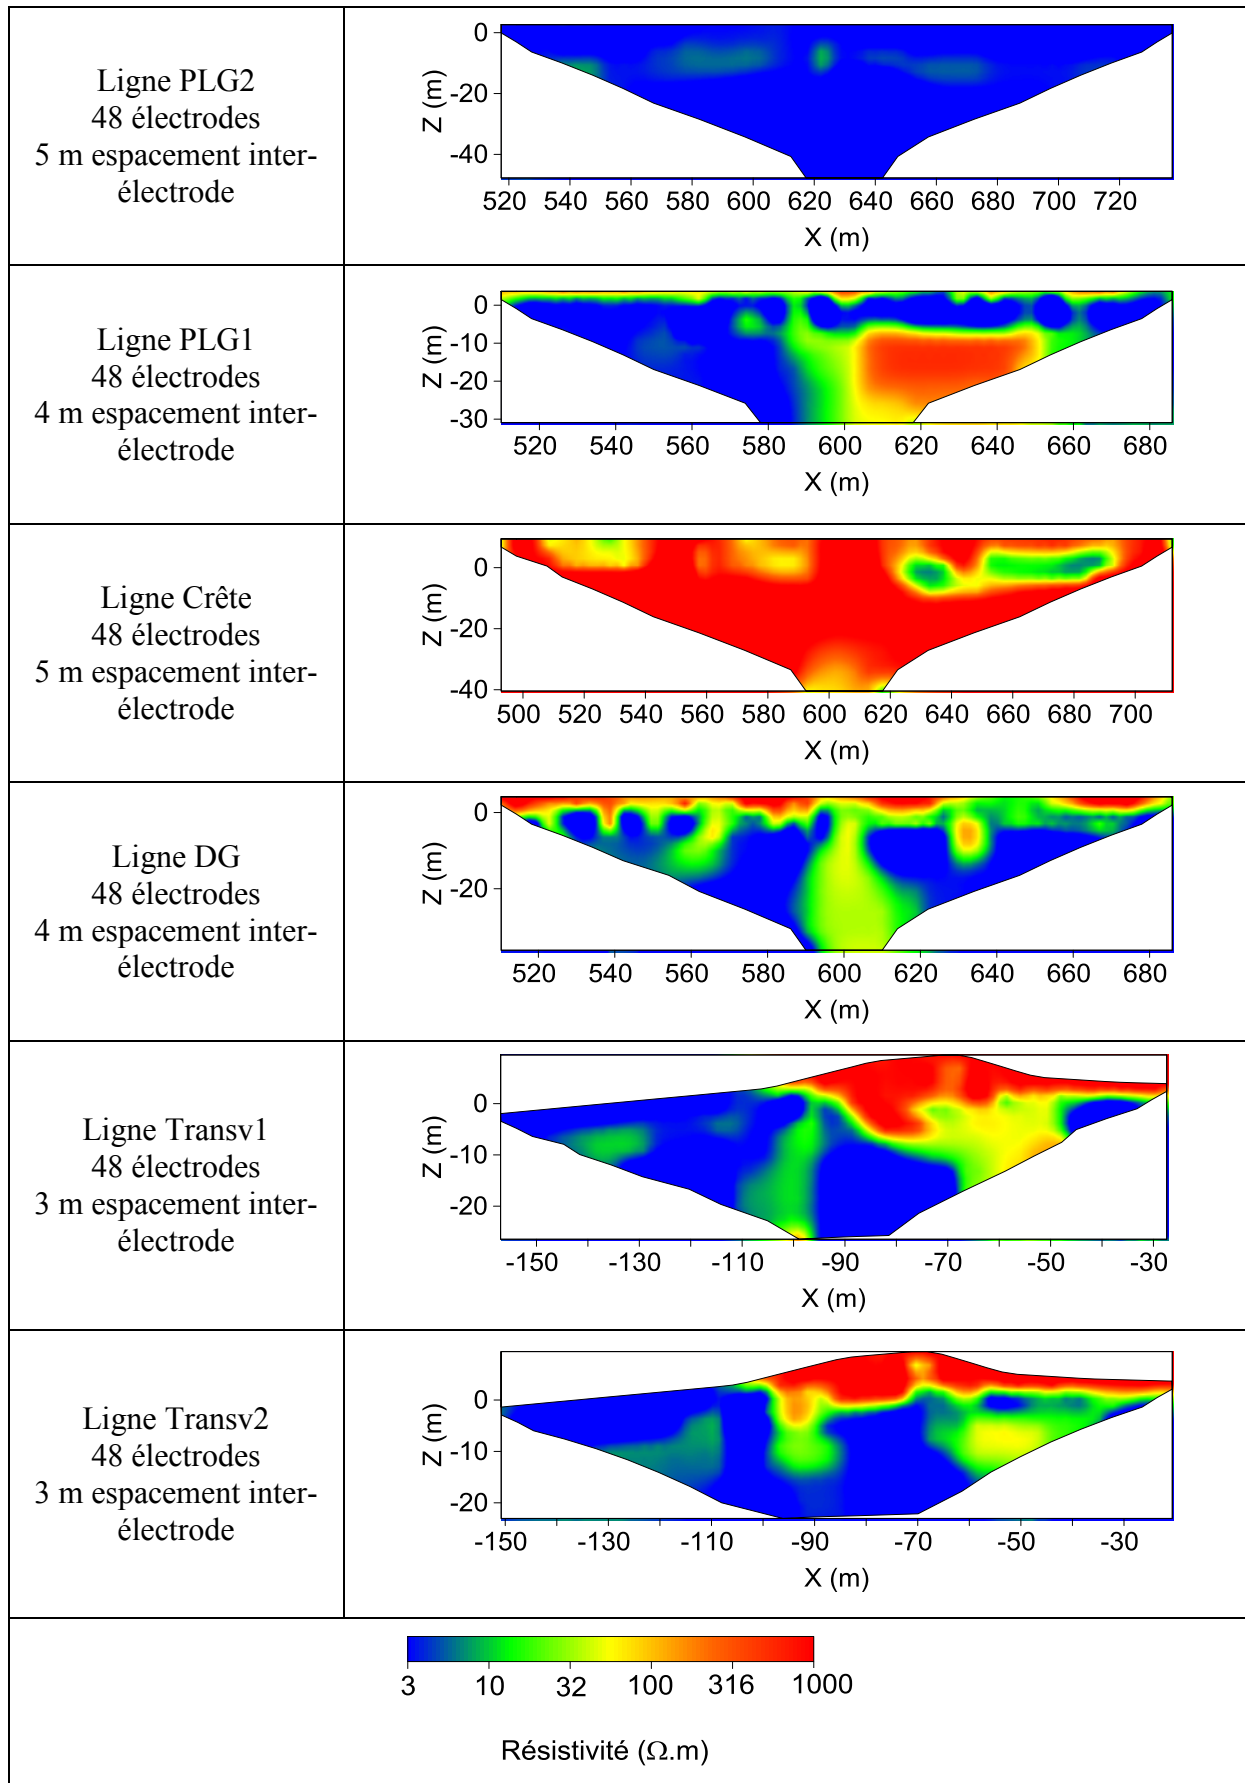 Ligne PLG2
48 électrodes
5 m espacement inter-
électrode
Z (m)
0
-20
-40
520 540 560 580 600 620 640 660 680 700 720
X (m)
Ligne PLG1
48 électrodes
4 m espacement inter-
électrode
Z (m)
0
-10
-20
-30
520 540 560 580 600 620 640 660 680
X (m)
Ligne Crête
48 électrodes
5 m espacement inter-
électrode
Z (m)
0
-20
-40
500 520 540 560 580 600 620 640 660 680 700
X (m)
Ligne DG
48 électrodes
4 m espacement inter-
électrode
Z (m)
0
-20
520 540 560 580 600 620 640 660 680
X (m)
Ligne Transv1
48 électrodes
3 m espacement inter-
électrode
Z (m)
0
-10
-20
-150 -130 -110 -90 -70 -50 -30
X (m)
Ligne Transv2
48 électrodes
3 m espacement inter-
électrode
Z (m)
0
-10
-20
-150 -130 -110 -90 -70 -50 -30
X (m)
3 10 32 100 316 1000
Résistivité (Ω.m)